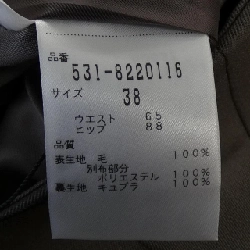 品番
531-8220116
サイズ
38
ウエスト 65
ヒップ 88
品質
表生地 毛 100%
別布部分
ポリエステル 100%
裏生地 キュプラ 100%